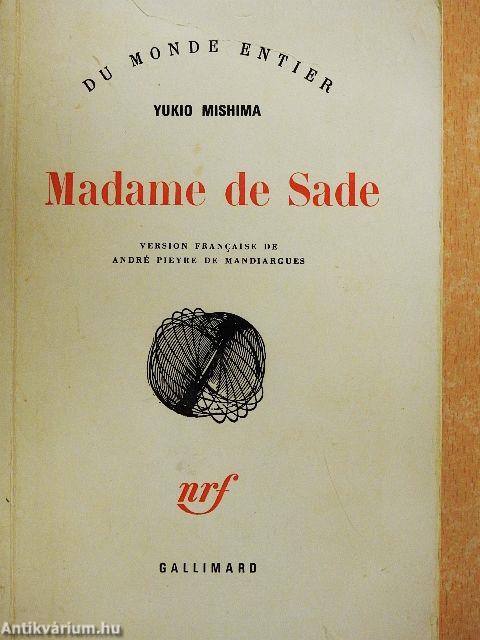 DU MONDE ENTIER
YUKIO MISHIMA
Madame de Sade
VERSION FRANÇAISE DE
ANDRÉ PIEYRE DE MANDIARGUES
nrf
GALLIMARD
Antikvárium.hu